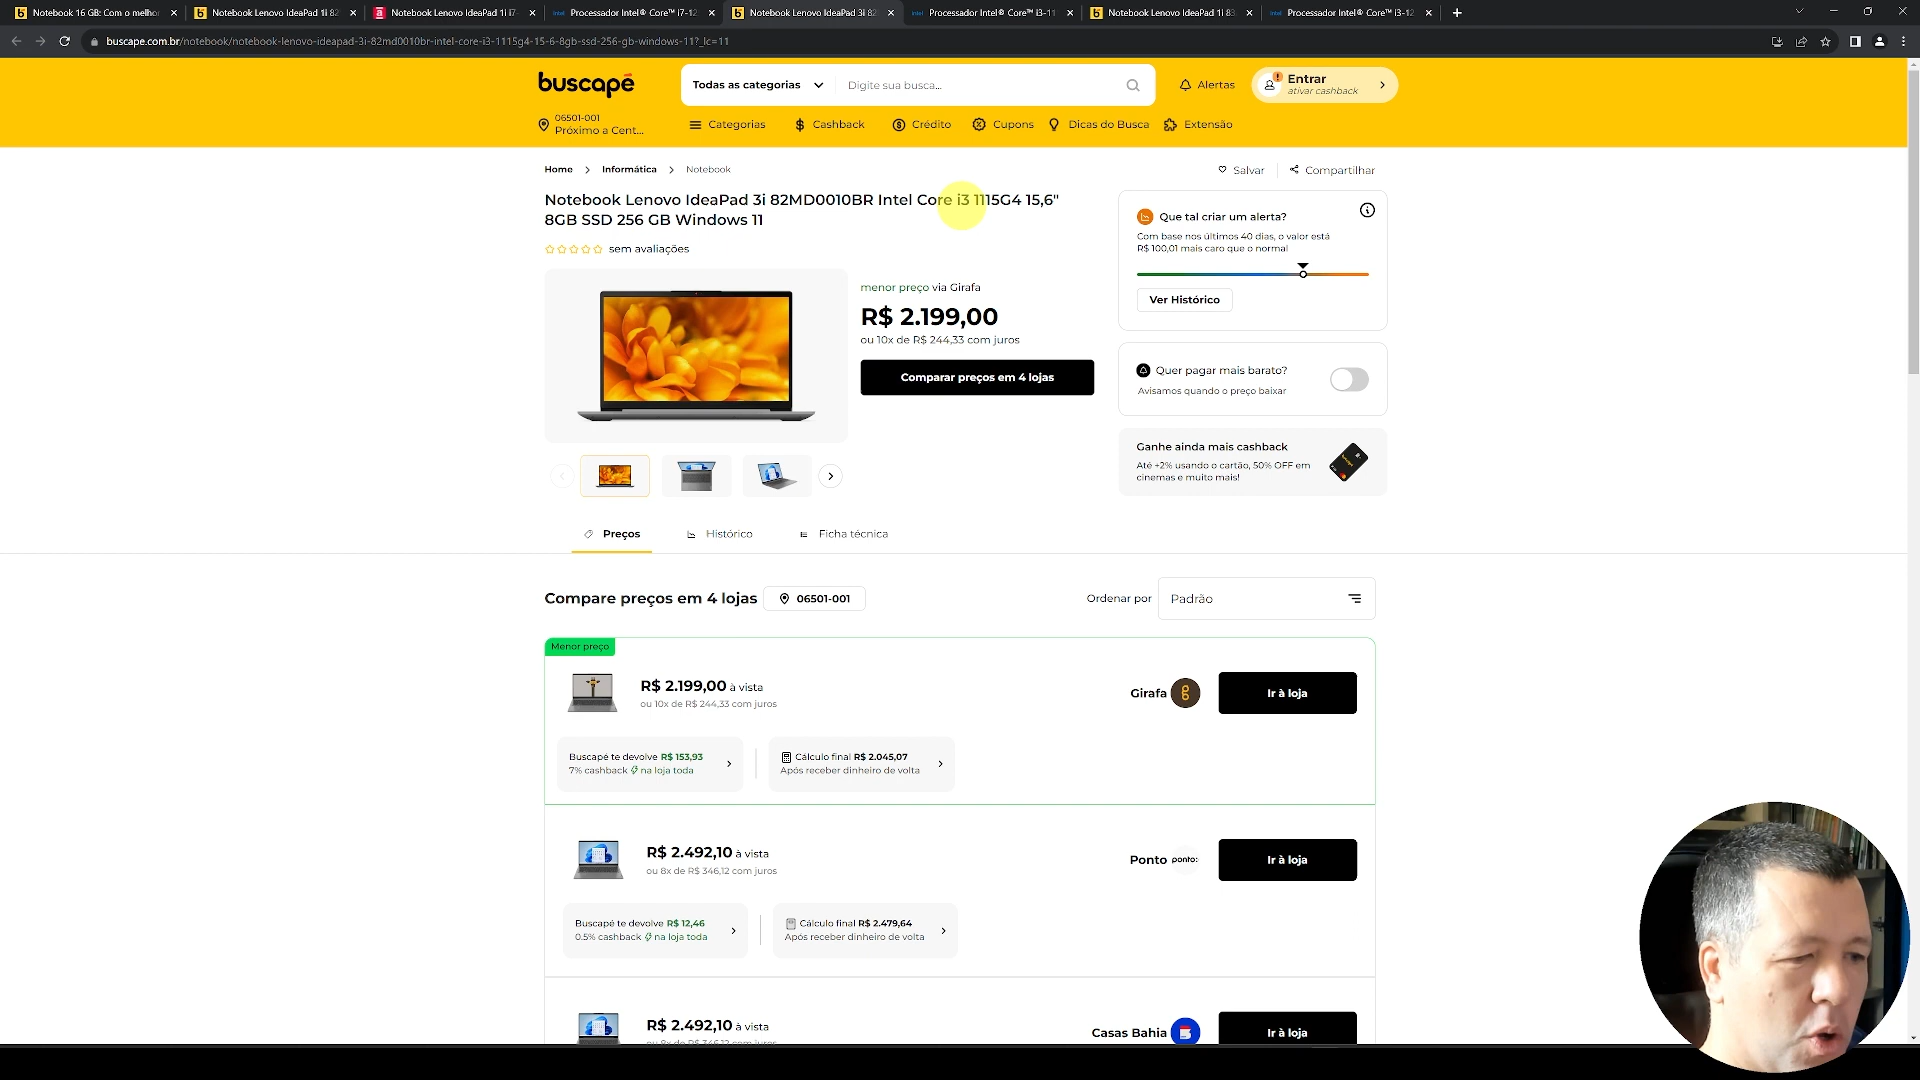 Notebook 16 GB: Com o melhor
Notebook Lenovo IdeaPad 1i 82
Notebook Lenovo IdeaPad 1i i7-
Processador Intel® Core™ i7-12
Notebook Lenovo IdeaPad 3i 82
Processador Intel® Core™ i3-11
Notebook Lenovo IdeaPad 1i 83
Processador Intel® Core™ i3-12
buscape.com.br/notebook/notebook-lenovo-ideapad-3i-82md0010br-intel-core-i3-1115g4-15-6-8gb-ssd-256-gb-windows-11?_lc=11
buscapé
Todas as categorias
Digite sua busca...
Alertas
Entrar
ativar cashback
06501-001
Próximo a Cent...
Categorias
Cashback
Crédito
Cupons
Dicas do Busca
Extensão
Home
Informática
Notebook
Salvar
Compartilhar
Notebook Lenovo IdeaPad 3i 82MD0010BR Intel Core i3 1115G4 15,6"
8GB SSD 256 GB Windows 11
sem avaliações
menor preço via Girafa
R$ 2.199,00
ou 10x de R$ 244,33 com juros
Comparar preços em 4 lojas
Que tal criar um alerta?
Com base nos últimos 40 dias, o valor está
R$ 100,01 mais caro que o normal
Ver Histórico
Quer pagar mais barato?
Avisamos quando o preço baixar
Ganhe ainda mais cashback
Até +2% usando o cartão, 50% OFF em
cinemas e muito mais!
Preços
Histórico
Ficha técnica
Compare preços em 4 lojas
06501-001
Ordenar por
Padrão
Menor preço
R$ 2.199,00 à vista
ou 10x de R$ 244,33 com juros
Girafa
Ir à loja
Buscapé te devolve R$ 153,93
7% cashback na loja toda
Cálculo final R$ 2.045,07
Após receber dinheiro de volta
R$ 2.492,10 à vista
ou 8x de R$ 346,12 com juros
Ponto
ponto:
Ir à loja
Buscapé te devolve R$ 12,46
0.5% cashback na loja toda
Cálculo final R$ 2.479,64
Após receber dinheiro de volta
R$ 2.492,10 à vista
ou 8x de R$ 346,12 com juros
Casas Bahia
Ir à loja